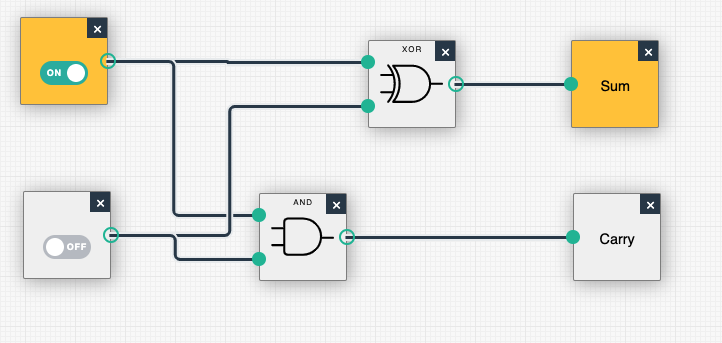 XOR
ON
Sum
AND
OFF
Carry